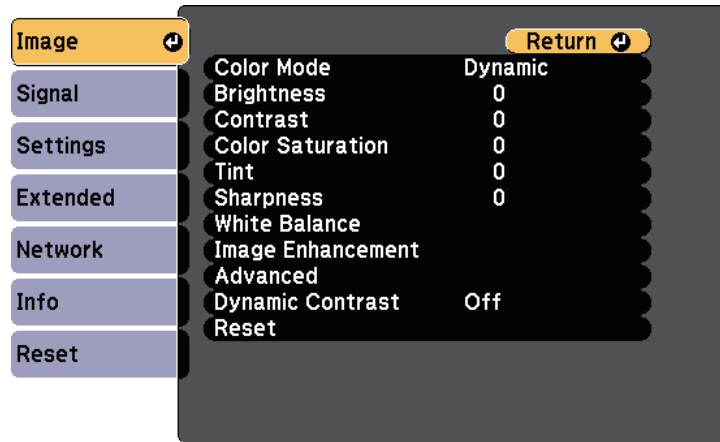 Image
Signal
Settings
Extended
Network
Info
Reset
Return
Color Mode Dynamic
Brightness 0
Contrast 0
Color Saturation 0
Tint 0
Sharpness 0
White Balance
Image Enhancement
Advanced
Dynamic Contrast Off
Reset